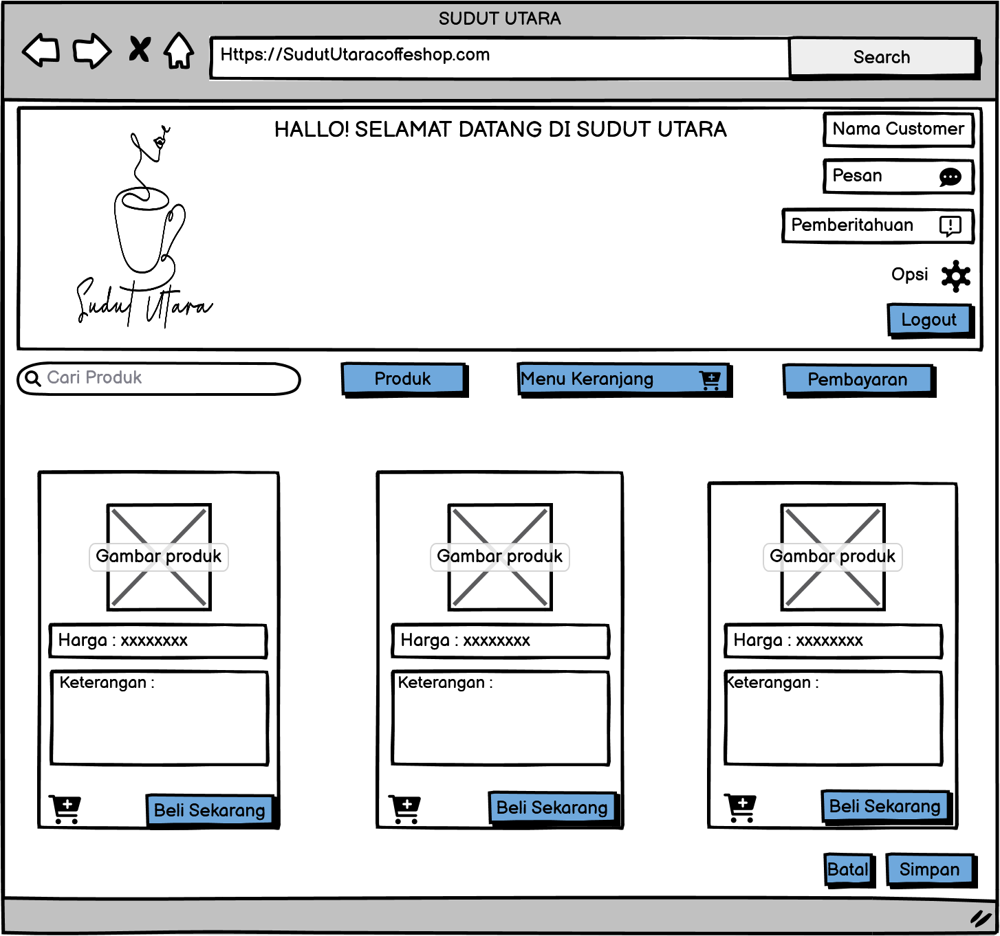 SUDUT UTARA
Https://SudutUtaracoffeshop.com
Search
HALLO! SELAMAT DATANG DI SUDUT UTARA
Nama Customer
Pesan
Pemberitahuan
Opsi
Logout
Sudut Utara
Cari Produk
Produk
Menu Keranjang
Pembayaran
Gambar produk
Harga : xxxxxxxx
Keterangan :
Beli Sekarang
Gambar produk
Harga : xxxxxxxx
Keterangan :
Beli Sekarang
Gambar produk
Harga : xxxxxxxx
Keterangan :
Beli Sekarang
Batal
Simpan